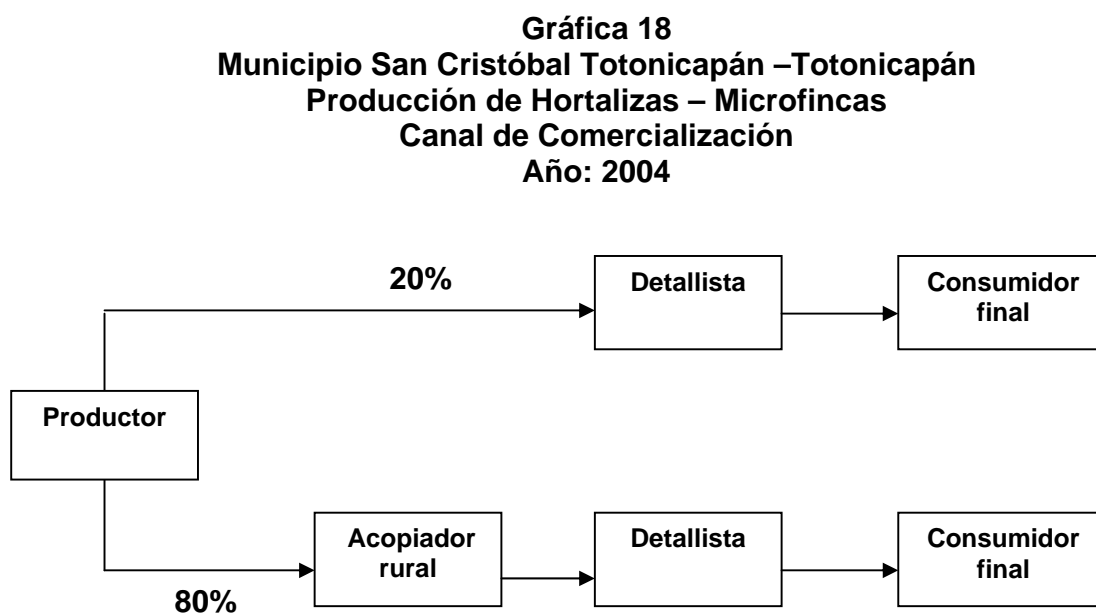 Gráfica 18
Municipio San Cristóbal Totonicapán –Totonicapán
Producción de Hortalizas – Microfincas
Canal de Comercialización
Año: 2004
20%
Detallista
Consumidor
final
Productor
Acopiador
rural
Detallista
Consumidor
final
80%